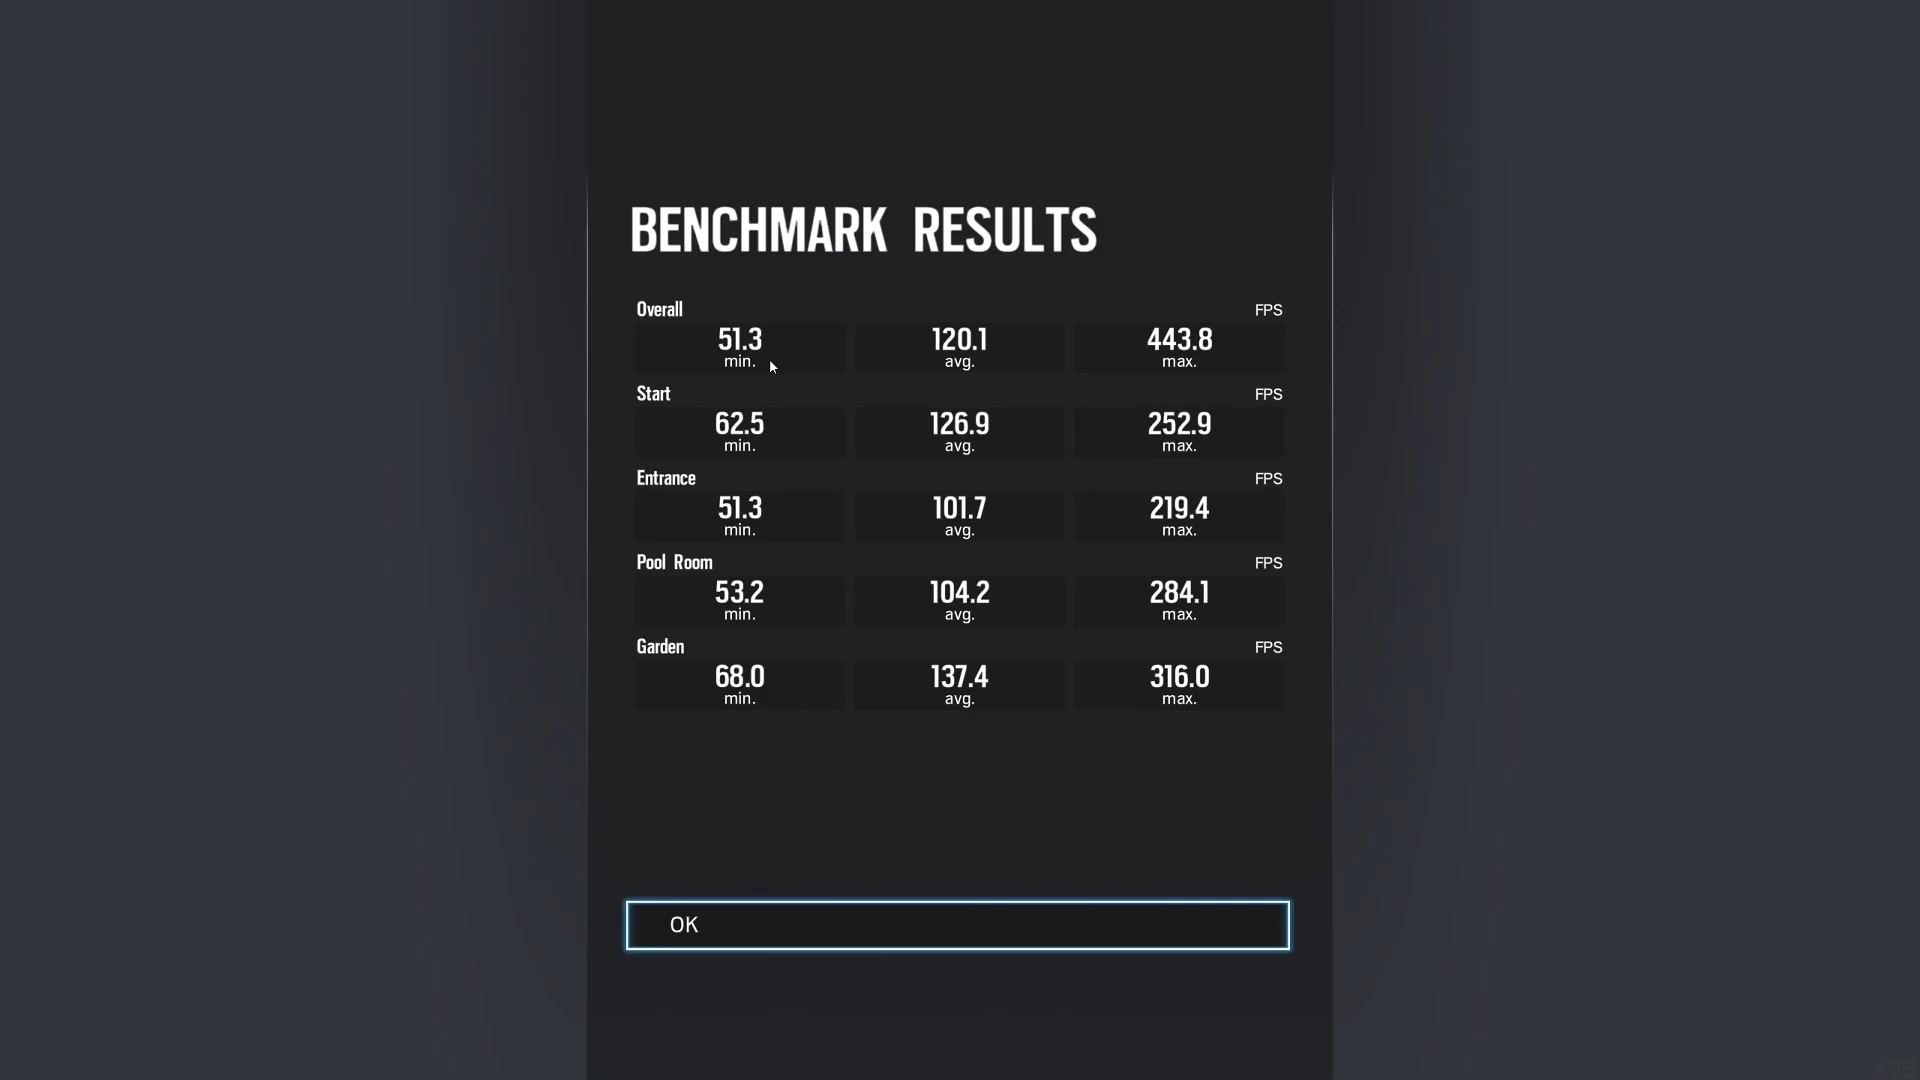 BENCHMARK RESULTS
Overall FPS
51.3 120.1 443.8
min. avg. max.
Start FPS
62.5 126.9 252.9
min. avg. max.
Entrance FPS
51.3 101.7 219.4
min. avg. max.
Pool Room FPS
53.2 104.2 284.1
min. avg. max.
Garden FPS
68.0 137.4 316.0
min. avg. max.
OK